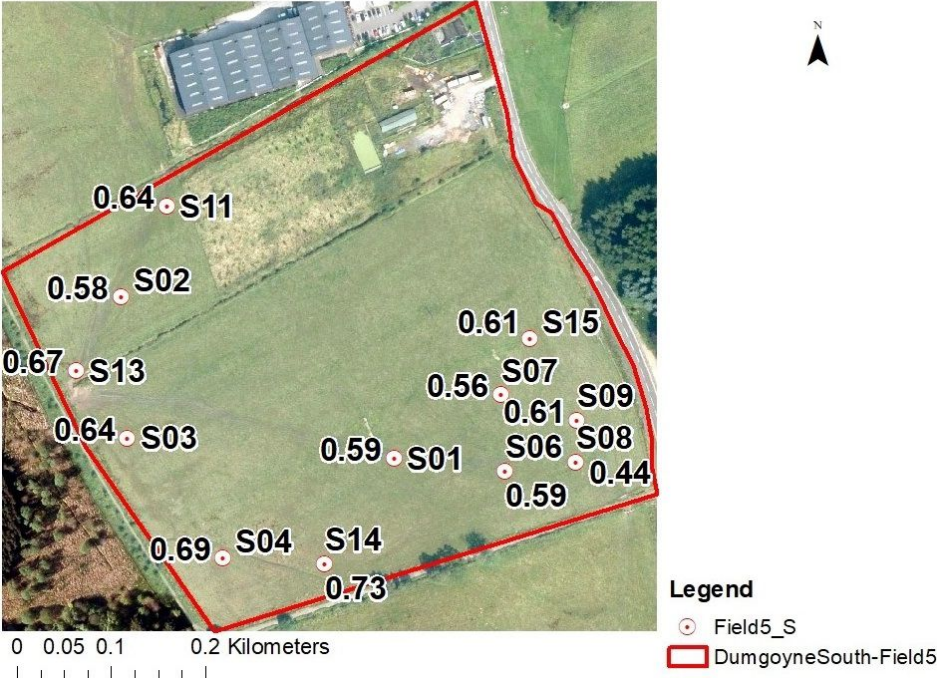 N
0.64 S11
0.58 S02
0.61 S15
0.67 S13
0.56 S07
0.61 S09
0.64 S03
0.59 S01
S06
0.59
S08
0.44
0.69 S04
S14
0.73
Legend
Field5_S
DumgoyneSouth-Field5
0 0.05 0.1 0.2 Kilometers